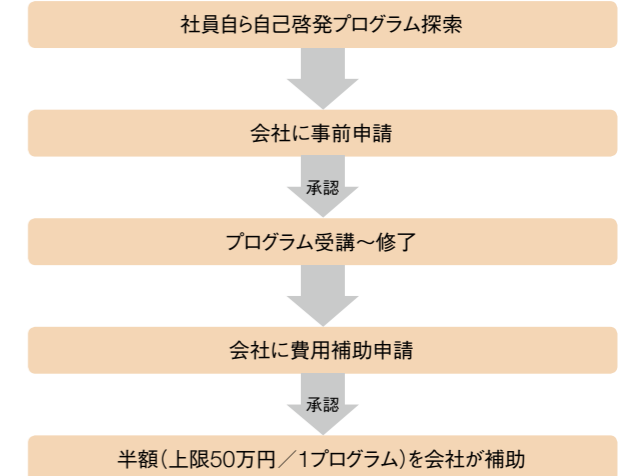 社員自ら自己啓発プログラム探索
会社に事前申請
承認
プログラム受講～修了
会社に費用補助申請
承認
半額（上限50万円／1プログラム）を会社が補助